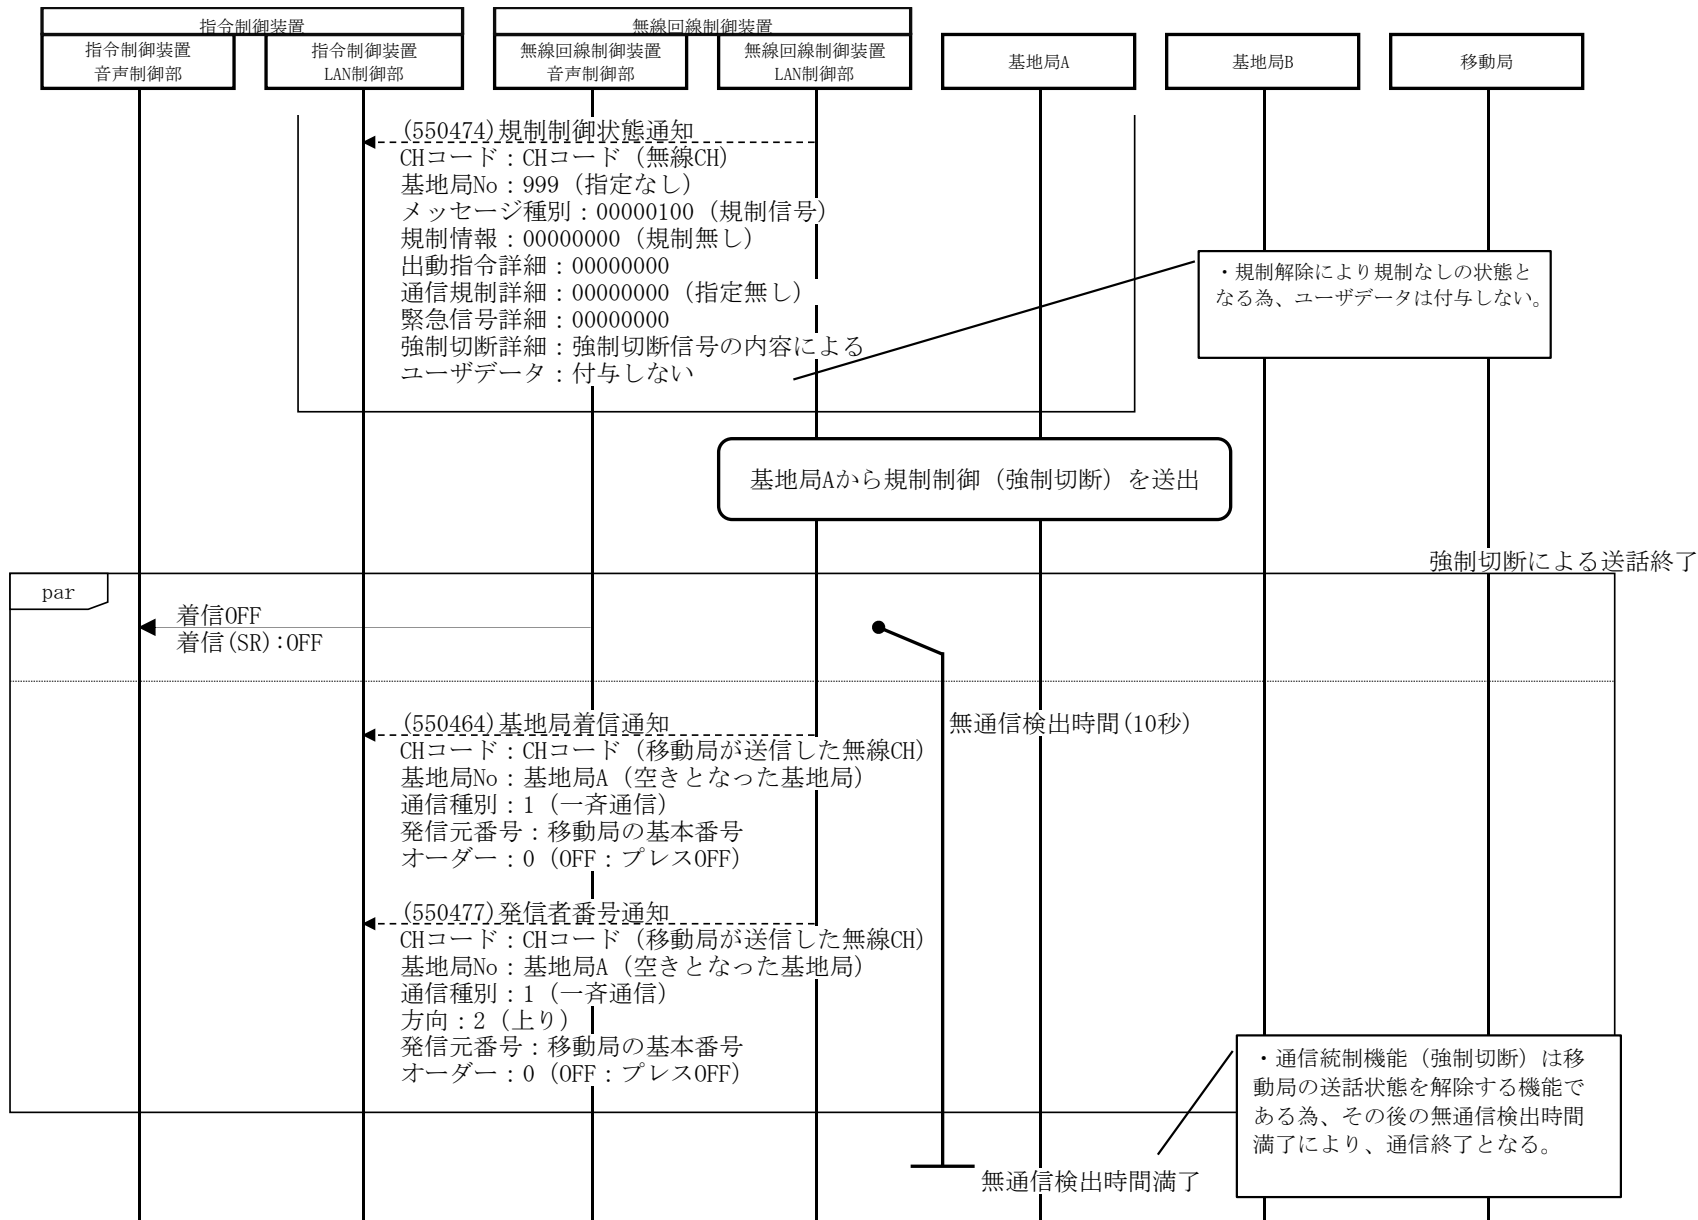 指令制御装置
無線回線制御装置
指令制御装置
音声制御部
指令制御装置
LAN制御部
無線回線制御装置
音声制御部
無線回線制御装置
LAN制御部
基地局A
基地局B
移動局
(550474)規制制御状態通知
CHコード：CHコード（無線CH）
基地局No：999（指定なし）
メッセージ種別：00000100（規制信号）
規制情報：00000000（規制無し）
出動指令詳細：00000000
通信規制詳細：00000000（指定無し）
緊急信号詳細：00000000
強制切断詳細：強制切断信号の内容による
ユーザデータ：付与しない
・規制解除により規制なしの状態と
なる為、ユーザデータは付与しない。
基地局Aから規制制御（強制切断）を送出
強制切断による送話終了
par
着信OFF
着信(SR):OFF
(550464)基地局着信通知
CHコード：CHコード（移動局が送信した無線CH）
基地局No：基地局A（空きとなった基地局）
通信種別：1（一斉通信）
発信元番号：移動局の基本番号
オーダー：0（OFF：プレスOFF）
無通信検出時間(10秒)
(550477)発信者番号通知
CHコード：CHコード（移動局が送信した無線CH）
基地局No：基地局A（空きとなった基地局）
通信種別：1（一斉通信）
方向：2（上り）
発信元番号：移動局の基本番号
オーダー：0（OFF：プレスOFF）
・通信統制機能（強制切断）は移
動局の送話状態を解除する機能で
ある為、その後の無通信検出時間
満了により、通信終了となる。
無通信検出時間満了